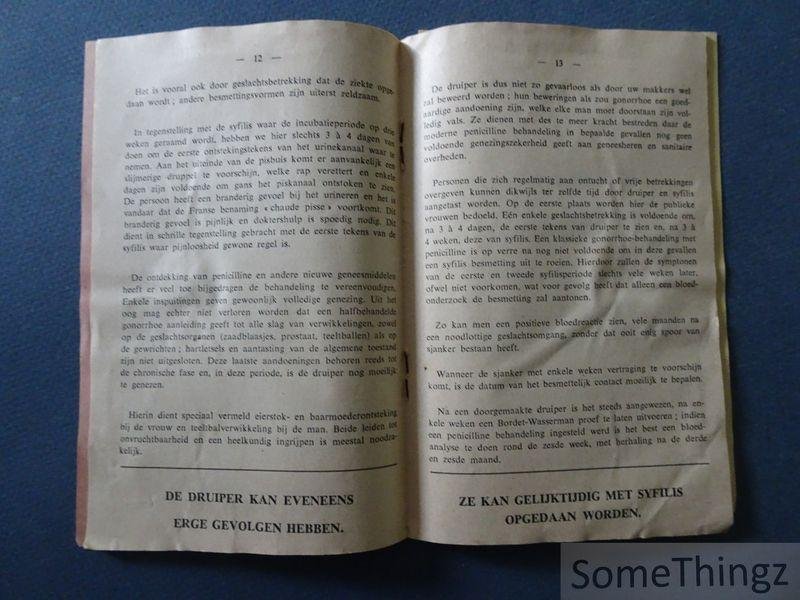 — 12 —
Het is vooral ook door geslachtsbetrekking dat de ziekte opge-
daan wordt ; andere besmettingsvormen zijn uiterst zeldzaam.
In tegenstelling met de syfilis waar de incubatieperiode op drie
weken geraamd wordt, hebben we hier slechts 3 à 4 dagen van
doen om de eerste ontstekingstekens van het urinekanaal waar te
nemen. Aan het uiteinde van de pisbuis komt er aanvankelijk een
slijmerige druppel te voorschijn, welke rap verettert en enkele
dagen zijn voldoende om gans het piskanaal ontstoken te zien.
De persoon heeft een branderig gevoel bij het urineren en het is
vandaar dat de Franse benaming « chaude pisse » voortkomt. Dit
branderig gevoel is pijnlijk en doktershulp is spoedig nodig. Dit
dient in schrille tegenstelling gebracht met de eerste tekens van de
syfilis waar pijnloosheid gewone regel is.
De ontdekking van penicilline en andere nieuwe geneesmiddelen
heeft er veel toe bijgedragen de behandeling te vereenvoudigen.
Enkele inspuitingen geven gewoonlijk volledige genezing. Uit het
oog mag echter niet verloren worden dat een halfbehandelde
gonorrhoe aanleiding geeft tot alle slag van verwikkelingen, zowel
op de geslachtsorganen (zaadblaasjes, prostaat, teeltballen) als op
de gewrichten ; hartletsels en aantasting van de algemene toestand
zijn niet uitgesloten. Deze laatste aandoeningen behoren reeds tot
de chronische fase en, in deze periode, is de druiper nog moeilijk
te genezen.
Hierin dient speciaal vermeld eierstok- en baarmoederontsteking
bij de vrouw en teeltbalverwikkeling bij de man. Beide leiden tot
onvruchtbaarheid en een heelkundig ingrijpen is meestal noodza-
kelijk.
DE DRUIPER KAN EVENEENS
ERGE GEVOLGEN HEBBEN.
— 13 —
De druiper is dus niet zo gevaarloos als door uw makkers wel
zal beweerd worden ; hun beweringen als zou gonorrhoe een goed-
aardige aandoening zijn, welke elke man moet doorstaan zijn vol-
ledig vals. Ze dienen met des te meer kracht bestreden daar de
moderne penicilline behandeling in bepaalde gevallen nog geen
voldoende genezingszekerheid geeft aan geneesheren en sanitaire
overheden.
Personen die zich regelmatig aan ontucht of vrije betrekkingen
overgeven kunnen dikwijls ter zelfde tijd door druiper en syfilis
aangetast worden. Op de eerste plaats worden hier de publieke
vrouwen bedoeld. Eén enkele geslachtsbetrekking is voldoende om,
na 3 à 4 dagen, de eerste tekens van druiper te zien en, na 3 à
4 weken, deze van syfilis. Een klassieke gonorrhoe-behandeling met
penicilline is op verre na nog niet voldoende om in deze gevallen
een syfilis besmetting uit te roeien. Hierdoor zullen de symptonen
van de eerste en tweede syfilisperiode slechts vele weken later,
ofwel niet voorkomen, wat voor gevolg heeft dat alleen een bloed-
onderzoek de besmetting zal aantonen.
Zo kan men een positieve bloedreactie zien, vele maanden na
een noodlottige geslachtsomgang, zonder dat ooit enig spoor van
sjanker bestaan heeft.
Wanneer de sjanker met enkele weken vertraging te voorschijn
komt, is de datum van het besmettelijk contact moeilijk te bepalen.
Na een doorgemaakte druiper is het steeds aangewezen, na en-
kele weken een Bordet-Wasserman proef te laten uitvoeren ; indien
een penicilline behandeling ingesteld werd is het best een bloed-
analyse te doen rond de zesde week, met herhaling na de derde
en zesde maand.
ZE KAN GELIJKTIJDIG MET SYFILIS
OPGEDAAN WORDEN.
SomeThingz